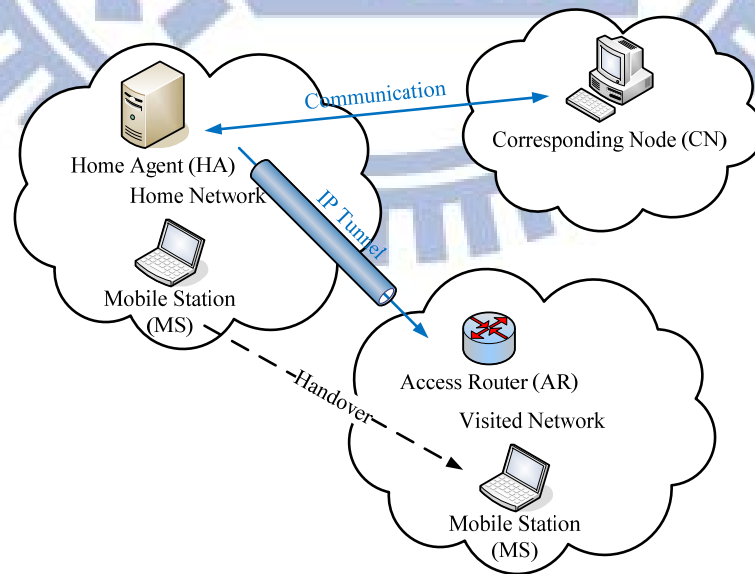 Communication
Corresponding Node (CN)
Home Agent (HA)
Home Network
IP Tunnel
Mobile Station
(MS)
Handover
Access Router (AR)
Visited Network
Mobile Station
(MS)